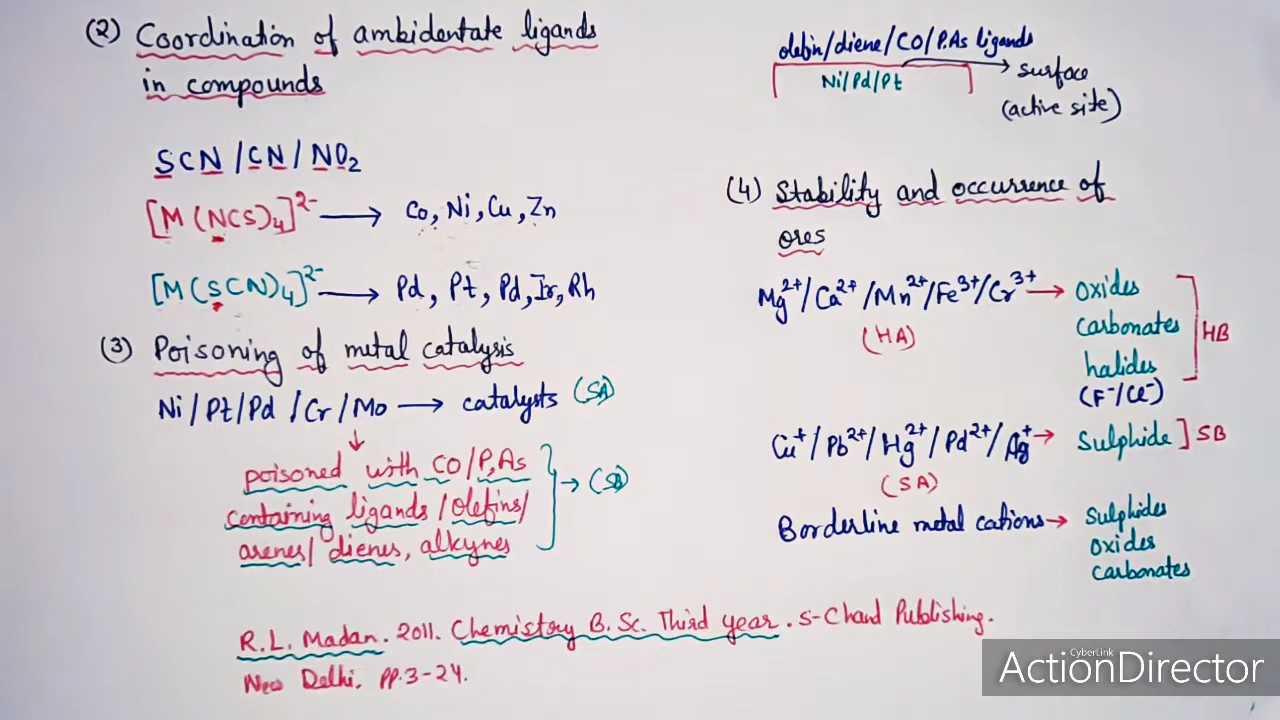 (2) Coordination of ambidentate ligands
in compounds
SCN / CN / NO₂
[M(NCS)₄]²⁻ → Co, Ni, Cu, Zn
[M(SCN)₄]²⁻ → Pd, Pt, Pd, Ir, Rh
(3) Poisoning of metal catalysis
Ni / Pt / Pd / Cr / Mo → catalysts (SA)
↓
poisoned with CO / P, As
containing ligands / olefins /
arenes / dienes, alkynes
→ (SB)
olefin/diene/CO/P.As ligands
Ni/Pd/Pt → surface
(active site)
(4) Stability and occurrence of
ores
Mg²⁺/Ca²⁺/Mn²⁺/Fe³⁺/Cr³⁺ → Oxides
(HA) carbonates HB
halides
(F⁻/Cl⁻)
Cu⁺/Pb²⁺/Hg²⁺/Pd²⁺/Ag⁺ → Sulphide ] SB
(SA)
Borderline metal cations → Sulphides
oxides
carbonates
R.L. Madan. 2011. Chemistry B.Sc. Third year. S-Chand Publishing.
New Delhi. pp.3-24.
CyberLink
ActionDirector